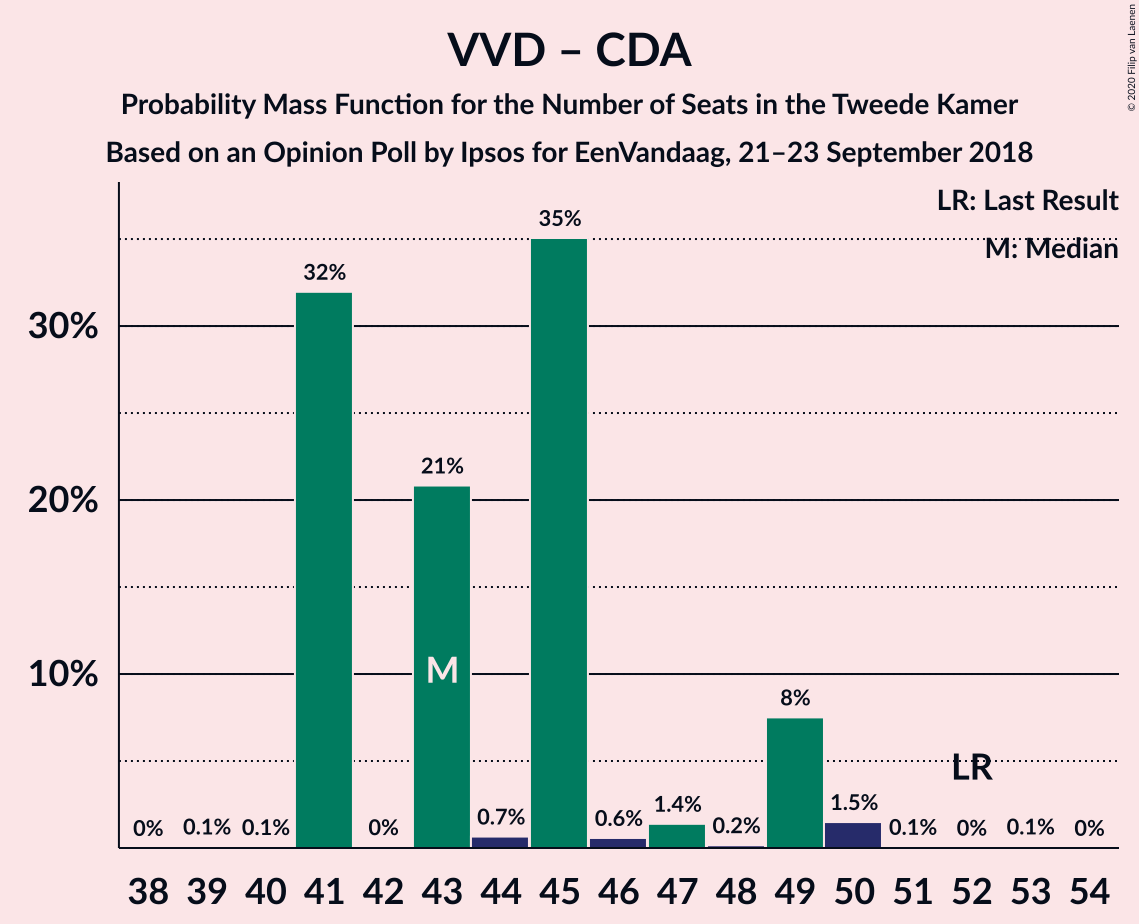 VVD – CDA
Probability Mass Function for the Number of Seats in the Tweede Kamer
Based on an Opinion Poll by Ipsos for EenVandaag, 21–23 September 2018
© 2020 Filip van Laenen
LR: Last Result
M: Median
35%
32%
30%
21%
20%
M
10%
8%
LR
0%
0.1%
0.1%
0%
0.7%
0.6%
1.4%
0.2%
1.5%
0.1%
0%
0.1%
0%
38 39 40 41 42 43 44 45 46 47 48 49 50 51 52 53 54